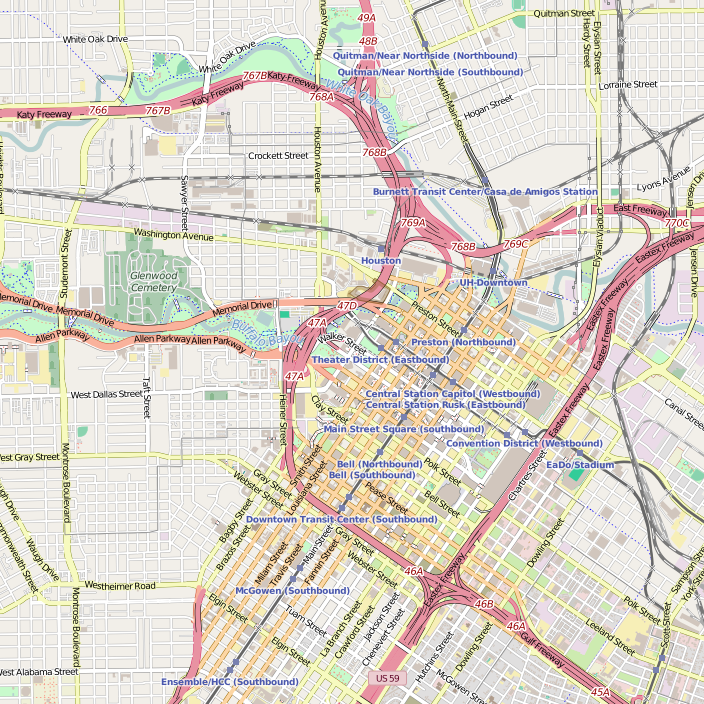 49A
Quitman Street
White Oak Drive
Houston Avenue
48B
White Oak Drive
Quitman/Near Northside (Northbound)
Hardy Street
Elysian Street
767B
Katy Freeway
Quitman/Near Northside (Southbound)
Lorraine Street
Katy Freeway
768A
White Oak Bayou
North Main Street
Hogan Street
Katy Freeway
766
767B
768B
Crockett Street
Houston Avenue
Lyons Avenue
Sawyer Street
Burnett Transit Center/Casa de Amigos Station
Jensen Drive
East Freeway
769A
770C
Washington Avenue
Studemont Street
768B
769C
Elysian Viaduct
Eastex Freeway
Houston
Jensen Drive
Glenwood
Cemetery
UH-Downtown
Memorial Drive
Memorial Drive
Memorial Drive
47D
Preston Street
Eastex Freeway
Buffalo Bayou
47A
Allen Parkway
Allen Parkway
Allen Parkway
Walker Street
Preston (Northbound)
Eastex Freeway
Theater District (Eastbound)
47A
Taft Street
West Dallas Street
Central Station Capitol (Westbound)
Central Station Rusk (Eastbound)
Heiner Street
Clay Street
Canal Street
Eastex Freeway
Main Street Square (southbound)
Montrose Boulevard
Convention District (Westbound)
West Gray Street
Smith Street
Bell (Northbound)
Polk Street
EaDo/Stadium
Gray Street
Bell (Southbound)
Chartres Street
Webster Street
Louisiana Street
Pease Street
Bell Street
Bagby Street
Downtown Transit Center (Southbound)
Brazos Street
Main Street
Gray Street
Dowling Street
Waugh Drive
Commonwealth Street
Milam Street
Travis Street
Fannin Street
Webster Street
46A
Eastex Freeway
Westheimer Road
McGowen (Southbound)
46B
Sampson Street
York Street
Elgin Street
Tuam Street
La Branch Street
Crawford Street
Jackson Street
Chenevert Street
46A
Polk Street
Scott Street
Montrose Boulevard
Leeland Street
Elgin Street
Hutchins Street
Dowling Street
Gulf Freeway
West Alabama Street
US 59
McGowen Street
Ensemble/HCC (Southbound)
45A